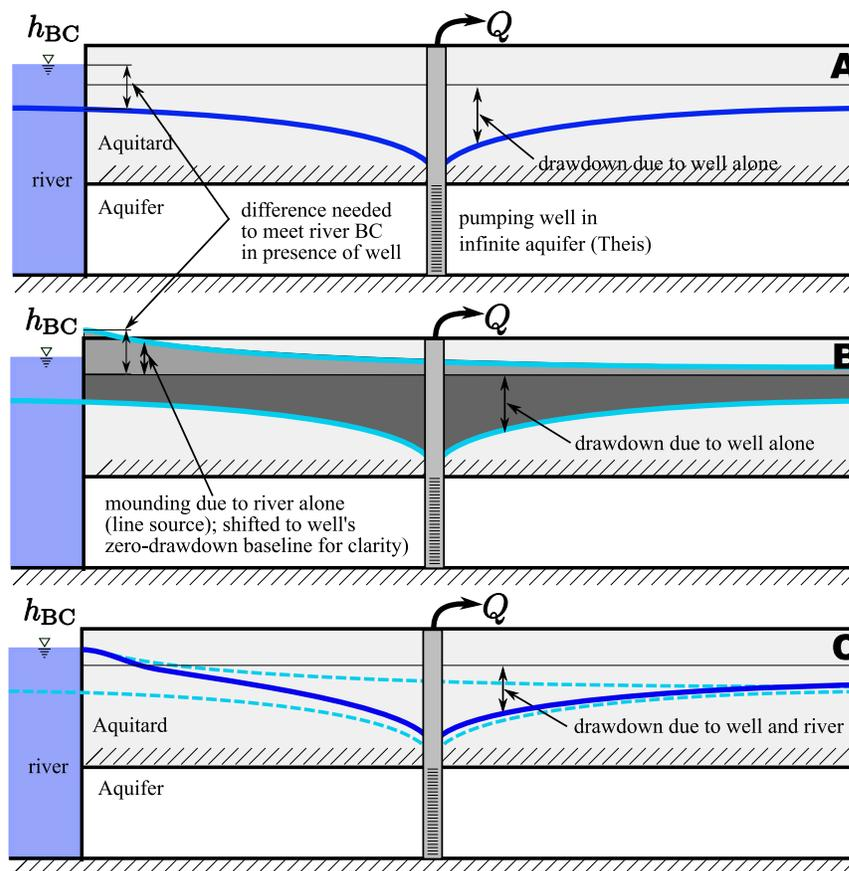 h_BC
Q
A
Aquitard
drawdown due to well alone
river
Aquifer
difference needed
to meet river BC
in presence of well
pumping well in
infinite aquifer (Theis)
h_BC
Q
B
drawdown due to well alone
mounding due to river alone
(line source); shifted to well's
zero-drawdown baseline for clarity)
h_BC
Q
C
Aquitard
drawdown due to well and river
river
Aquifer